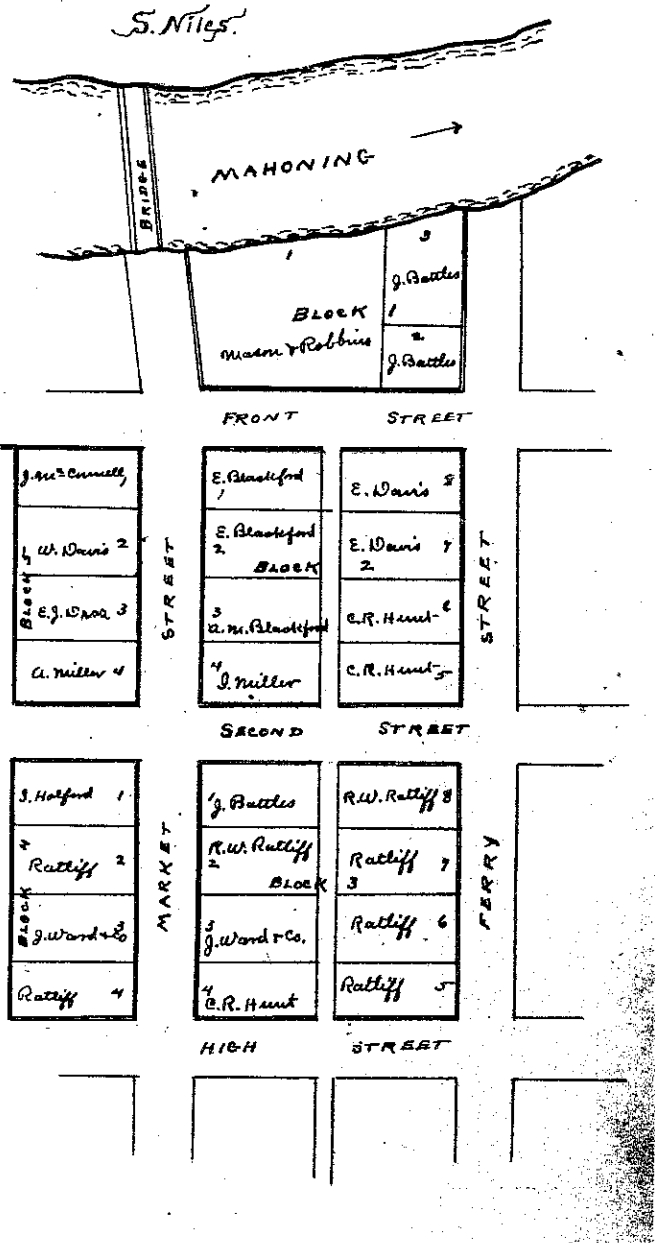 S. Niles.
BRIDGE
MAHONING
1
BLOCK
1
Mason & Robbins
3
J. Battles
2
J. Battles
FRONT STREET
J. McConnell,
W. Davis 2
BLOCK 5
3
A. Miller 4
STREET
E. Blackford
1
E. Blackford
2
BLOCK
2
3
A.M. Blackford
4
J. Miller
E. Davis 8
E. Davis 7
C.R. Hunt 6
C.R. Hunt 5
STREET
SECOND STREET
I. Holford 1
Ratliff 2
BLOCK 4
J. Ward & Co 3
Ratliff 4
MARKET
1 J. Battles
R.W. Ratliff
2
BLOCK
3
3
J. Ward & Co.
4
C.R. Hunt
R.W. Ratliff 8
Ratliff 7
Ratliff 6
Ratliff 5
FERRY
HIGH STREET